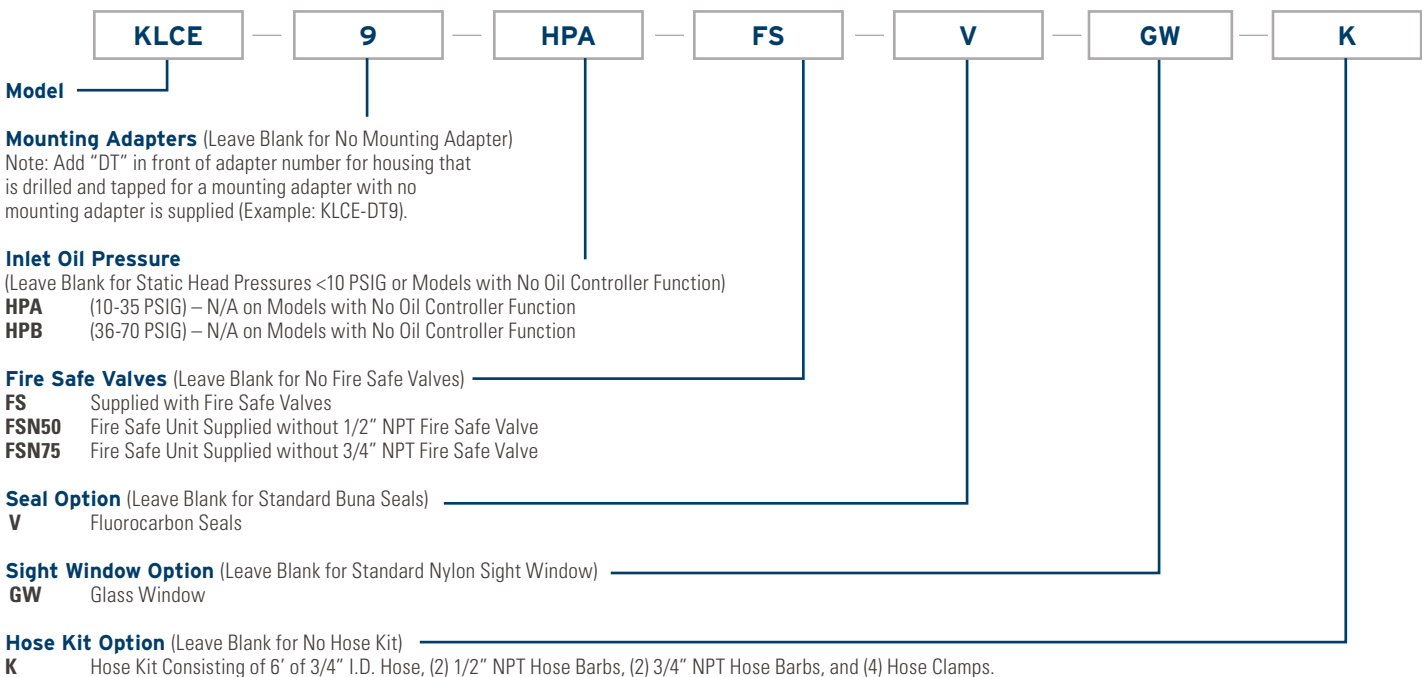 KLCE — 9 — HPA — FS — V — GW — K
Model
Mounting Adapters (Leave Blank for No Mounting Adapter)
Note: Add “DT” in front of adapter number for housing that
is drilled and tapped for a mounting adapter with no
mounting adapter is supplied (Example: KLCE-DT9).
Inlet Oil Pressure
(Leave Blank for Static Head Pressures <10 PSIG or Models with No Oil Controller Function)
HPA (10-35 PSIG) – N/A on Models with No Oil Controller Function
HPB (36-70 PSIG) – N/A on Models with No Oil Controller Function
Fire Safe Valves (Leave Blank for No Fire Safe Valves)
FS Supplied with Fire Safe Valves
FSN50 Fire Safe Unit Supplied without 1/2” NPT Fire Safe Valve
FSN75 Fire Safe Unit Supplied without 3/4” NPT Fire Safe Valve
Seal Option (Leave Blank for Standard Buna Seals)
V Fluorocarbon Seals
Sight Window Option (Leave Blank for Standard Nylon Sight Window)
GW Glass Window
Hose Kit Option (Leave Blank for No Hose Kit)
K Hose Kit Consisting of 6’ of 3/4” I.D. Hose, (2) 1/2” NPT Hose Barbs, (2) 3/4” NPT Hose Barbs, and (4) Hose Clamps.